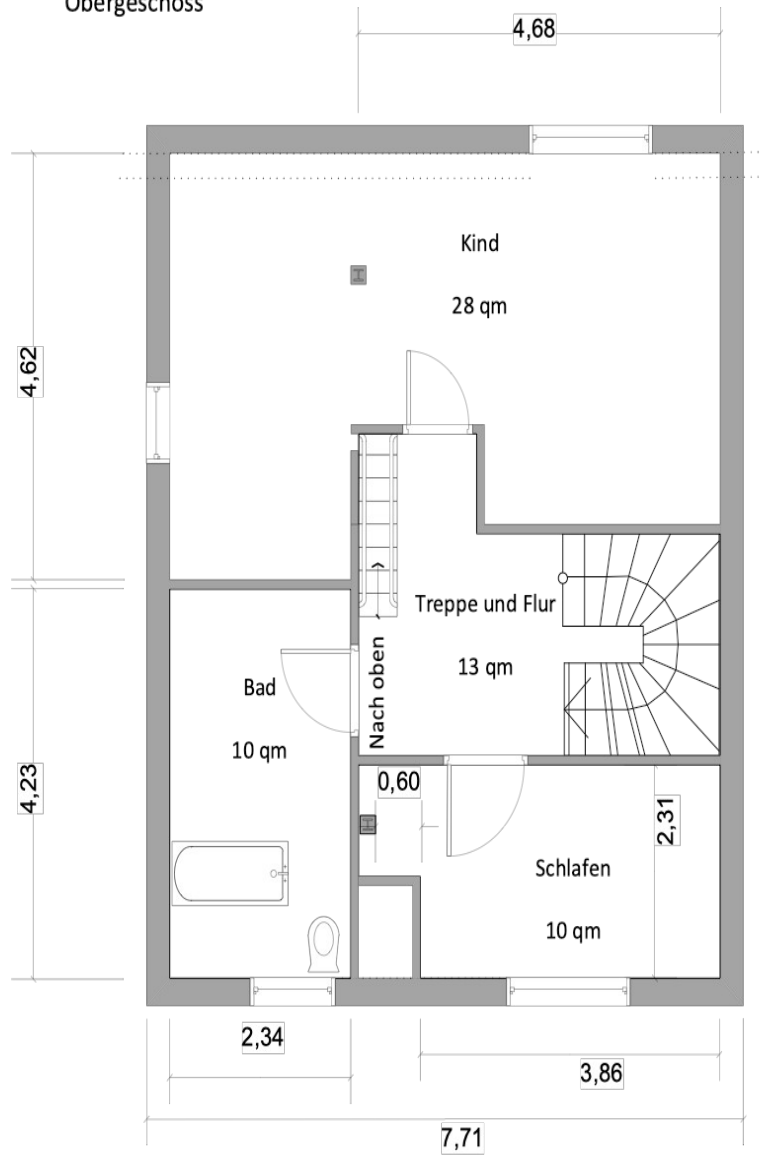 Obergeschoss
4,68
Kind
28 qm
4,62
Treppe und Flur
13 qm
Nach oben
Bad
10 qm
4,23
0,60
2,31
Schlafen
10 qm
2,34
3,86
7,71